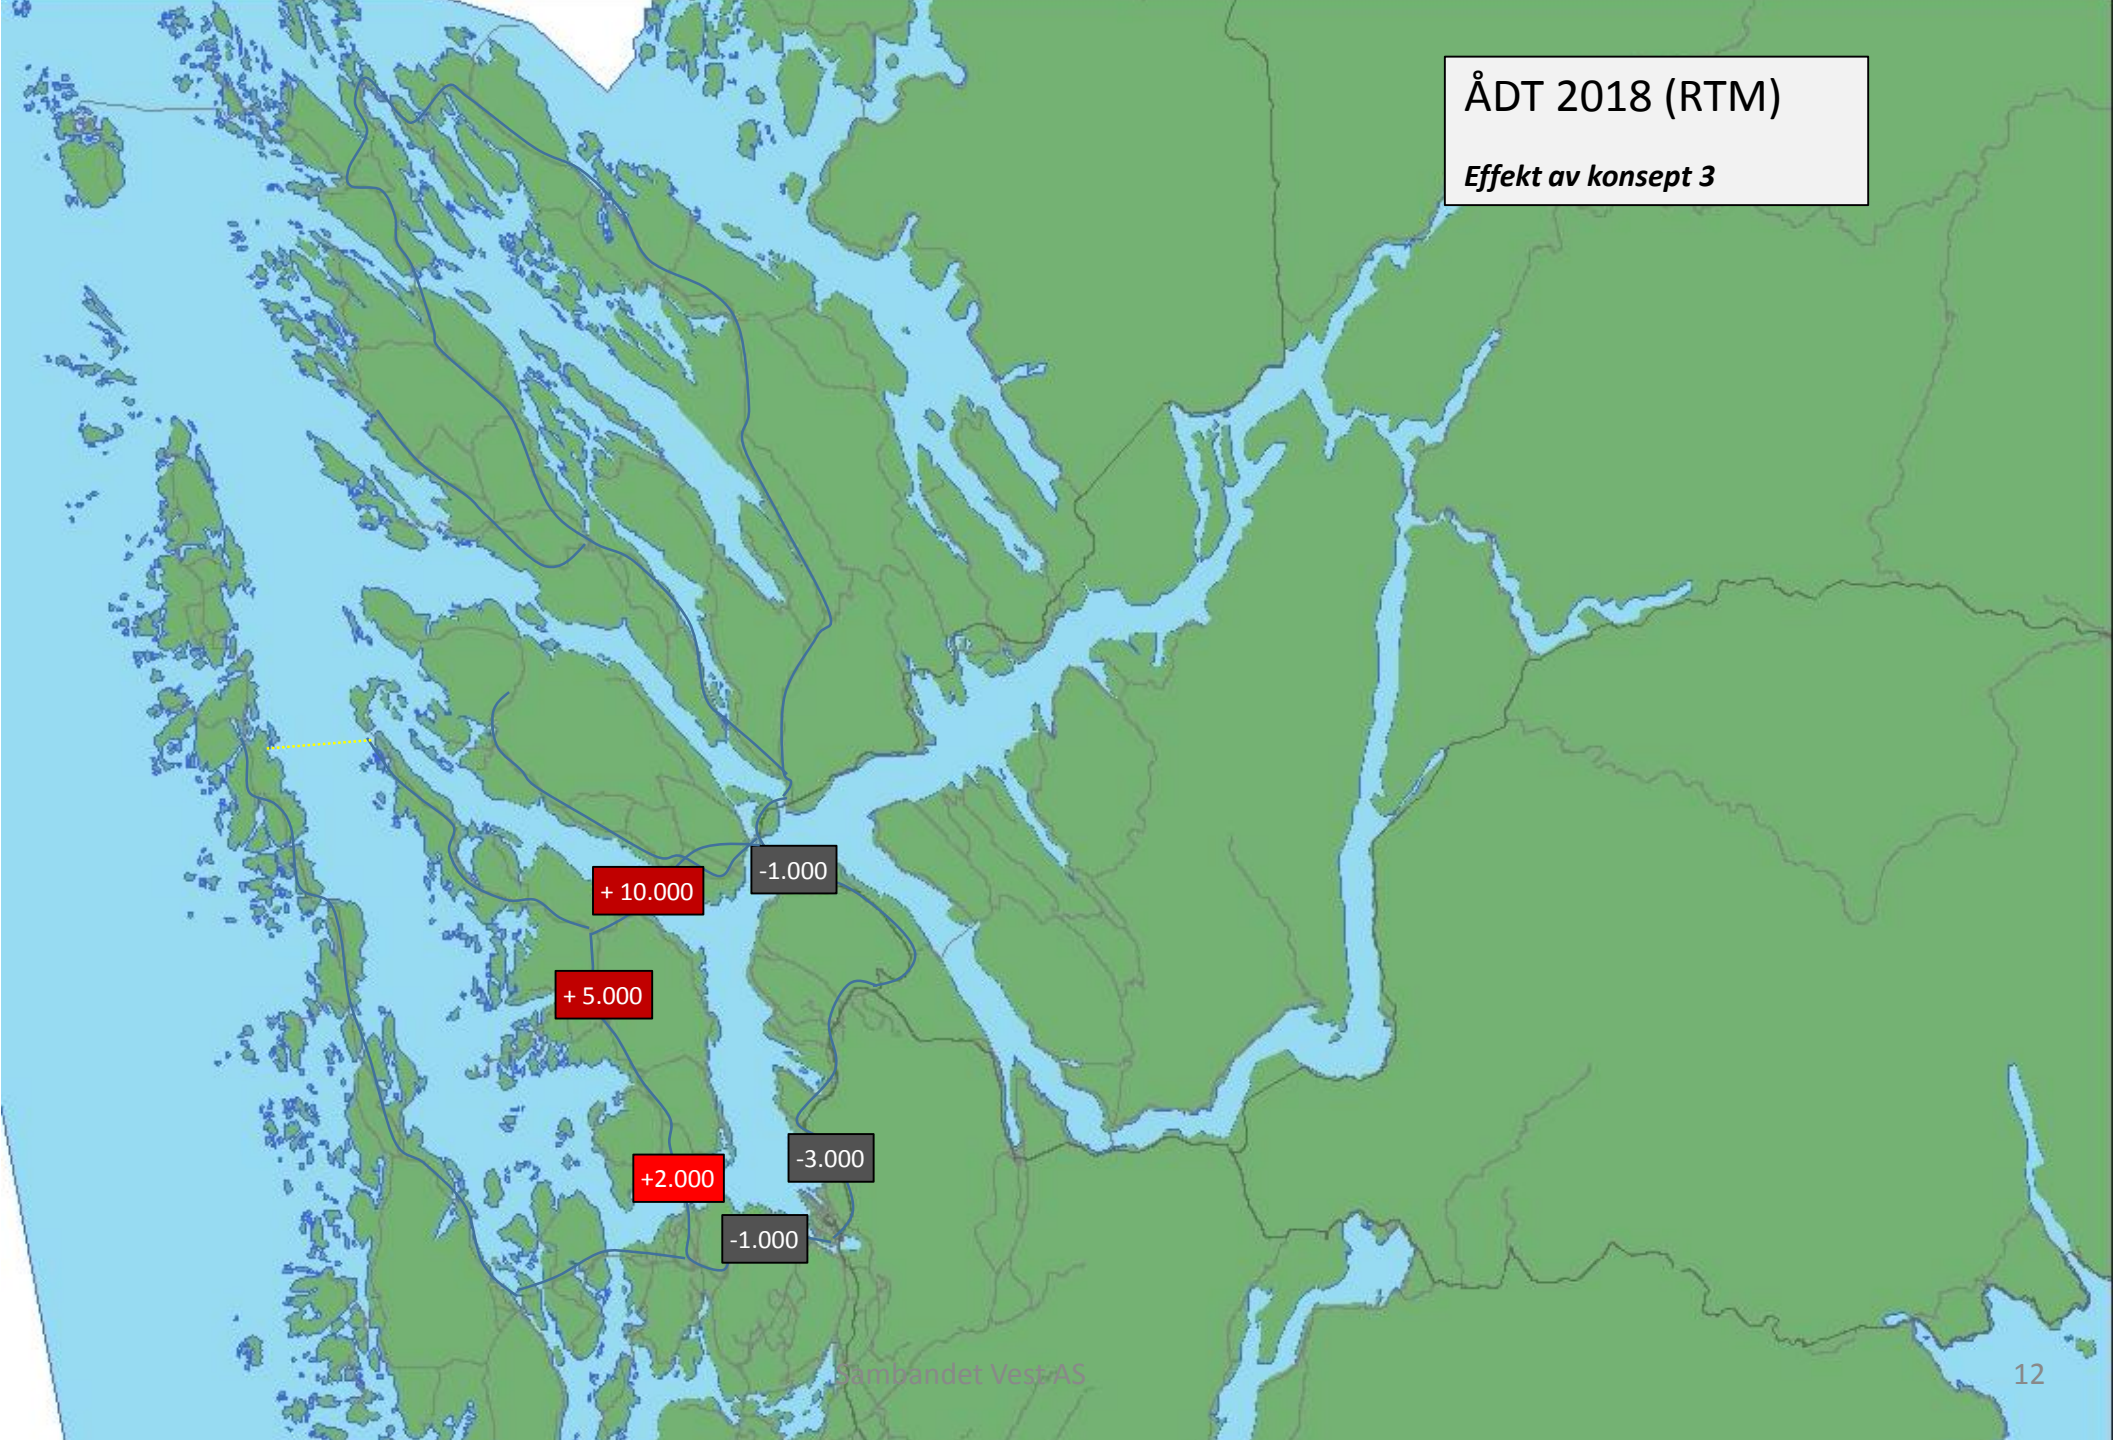 ÅDT 2018 (RTM)
Effekt av konsept 3
-1.000
+ 10.000
+ 5.000
-3.000
+2.000
-1.000
Sambandet Vest AS
12